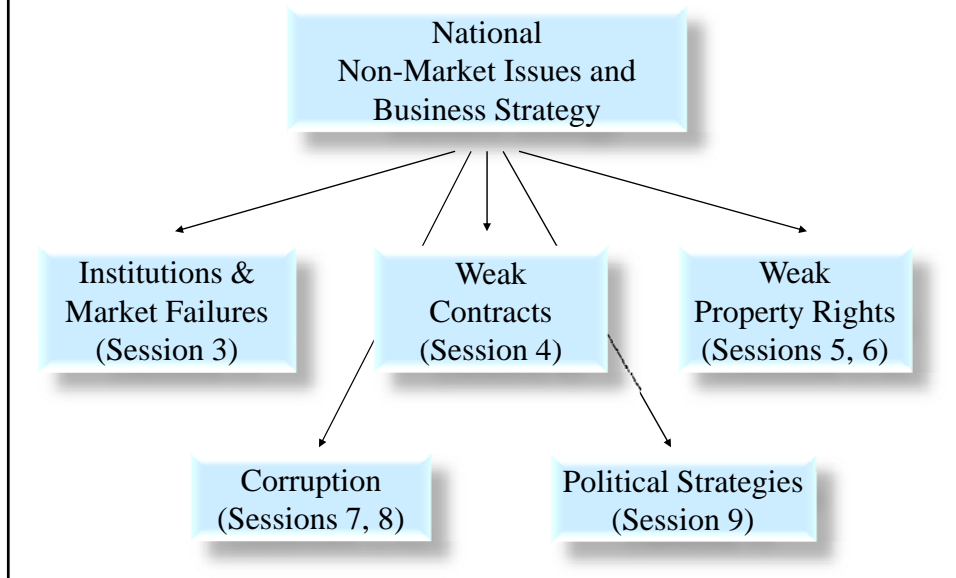 National
Non-Market Issues and
Business Strategy
Institutions &
Market Failures
(Session 3)
Weak
Contracts
(Session 4)
Weak
Property Rights
(Sessions 5, 6)
Corruption
(Sessions 7, 8)
Political Strategies
(Session 9)